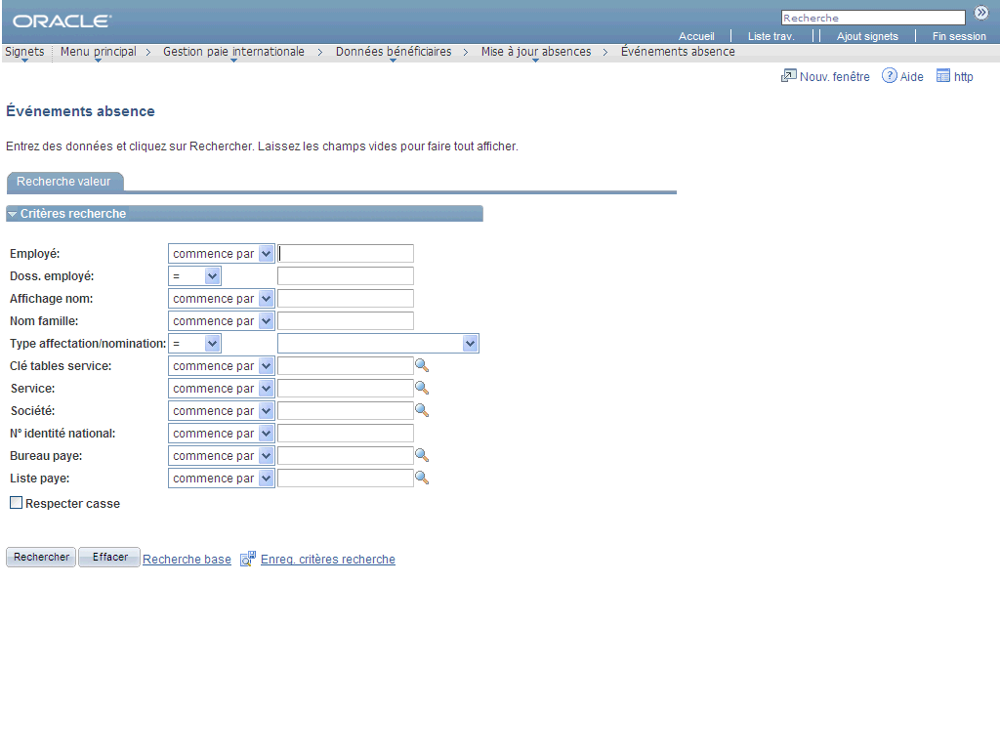 ORACLE
Recherche
Accueil Liste trav. Ajout signets Fin session
Signets Menu principal Gestion paie internationale Données bénéficiaires Mise à jour absences Événements absence
Nouv. fenêtre Aide http
Événements absence
Entrez des données et cliquez sur Rechercher. Laissez les champs vides pour faire tout afficher.
Recherche valeur
Critères recherche
Employé: commence par
Doss. employé: =
Affichage nom: commence par
Nom famille: commence par
Type affectation/nomination: =
Clé tables service: commence par
Service: commence par
Société: commence par
N° identité national: commence par
Bureau paye: commence par
Liste paye: commence par
Respecter casse
Rechercher Effacer Recherche base Enreg. critères recherche